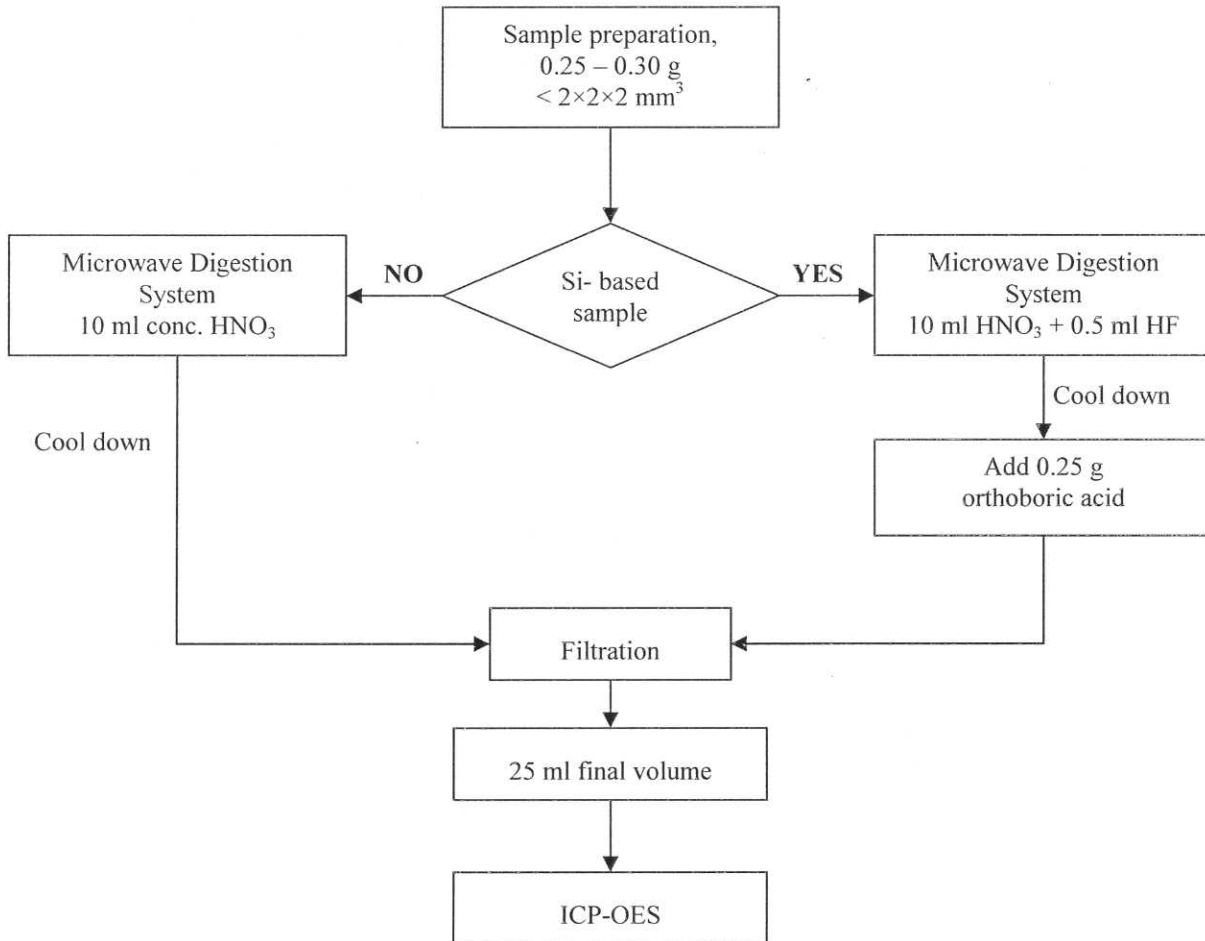 Sample preparation,
0.25 – 0.30 g
< 2×2×2 mm³
Microwave Digestion
System
10 ml conc. HNO₃
NO
Si- based
sample
YES
Microwave Digestion
System
10 ml HNO₃ + 0.5 ml HF
Cool down
Cool down
Add 0.25 g
orthoboric acid
Filtration
25 ml final volume
ICP-OES